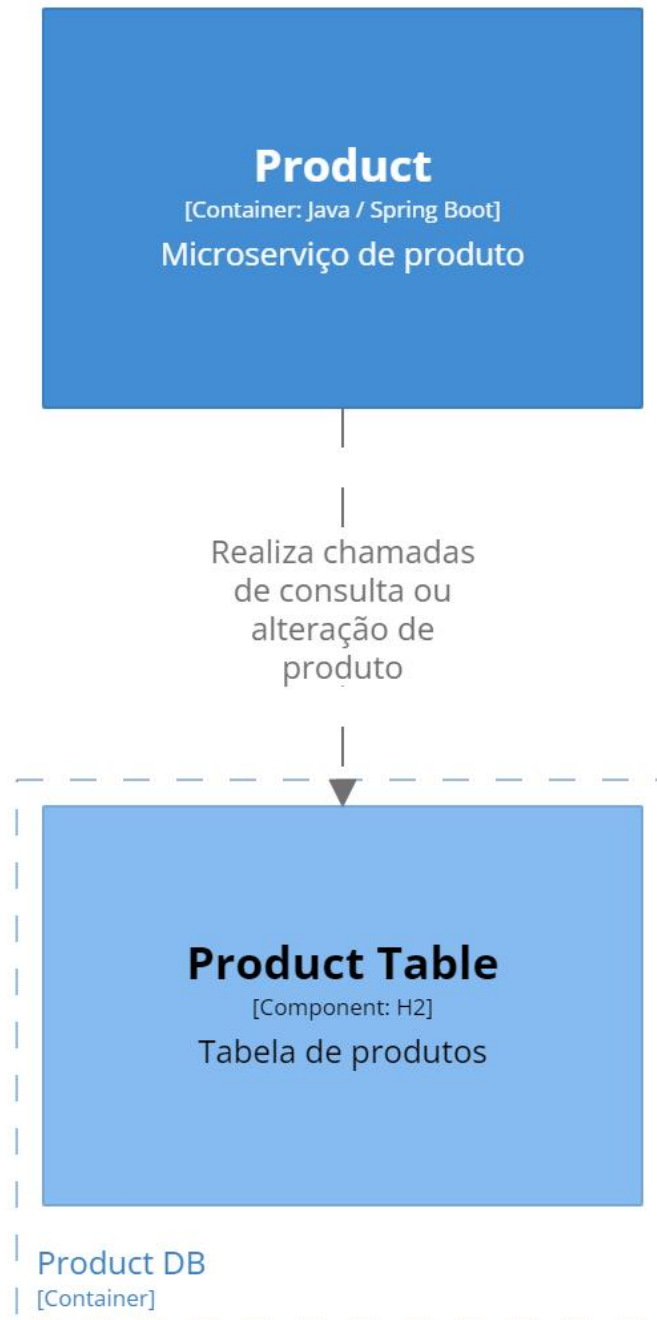 Product
[Container: Java / Spring Boot]
Microserviço de produto
Realiza chamadas
de consulta ou
alteração de
produto
Product Table
[Component: H2]
Tabela de produtos
Product DB
[Container]